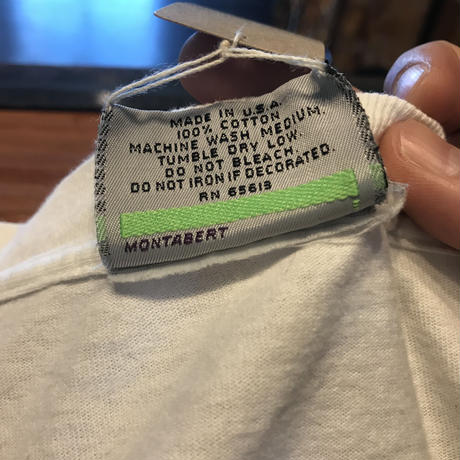 MADE IN U.S.A.
100% COTTON
MACHINE WASH MEDIUM.
TUMBLE DRY LOW.
DO NOT BLEACH.
DO NOT IRON IF DECORATED.
RN 65613
MONTABERT